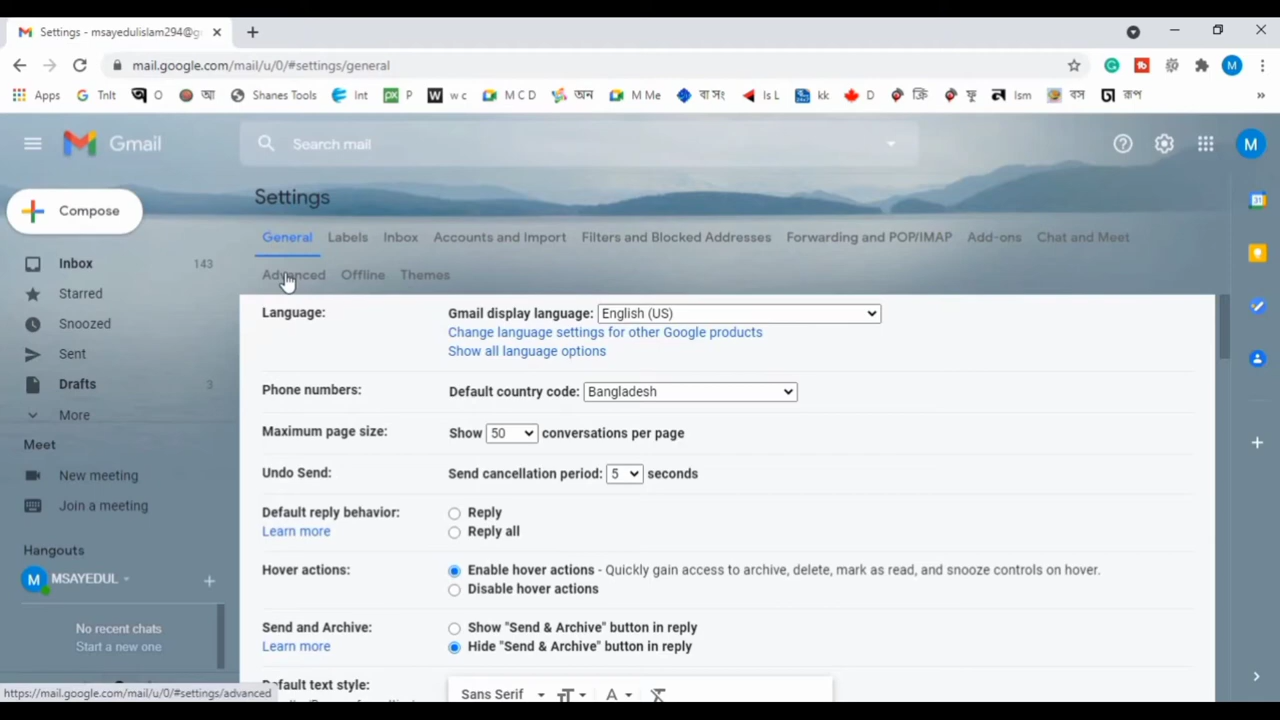 Settings - msayedulislam294@g
mail.google.com/mail/u/0/#settings/general
M
Apps
TnIt
O
আ
Shanes Tools
Int
P
w c
M C D
অন
M Me
বা সং
Is L
kk
D
ক্রি
ফু
Ism
বস
রূপ
»
Gmail
Search mail
M
Compose
Settings
General Labels Inbox Accounts and Import Filters and Blocked Addresses Forwarding and POP/IMAP Add-ons Chat and Meet
Advanced Offline Themes
Inbox 143
Starred
Snoozed
Sent
Drafts 3
More
Meet
New meeting
Join a meeting
Hangouts
M MSAYEDUL
No recent chats
Start a new one
Language:
Gmail display language: English (US)
Change language settings for other Google products
Show all language options
Phone numbers:
Default country code: Bangladesh
Maximum page size:
Show 50 conversations per page
Undo Send:
Send cancellation period: 5 seconds
Default reply behavior:
Learn more
Reply
Reply all
Hover actions:
Enable hover actions - Quickly gain access to archive, delete, mark as read, and snooze controls on hover.
Disable hover actions
Send and Archive:
Learn more
Show "Send & Archive" button in reply
Hide "Send & Archive" button in reply
Default text style:
Sans Serif
https://mail.google.com/mail/u/0/#settings/advanced